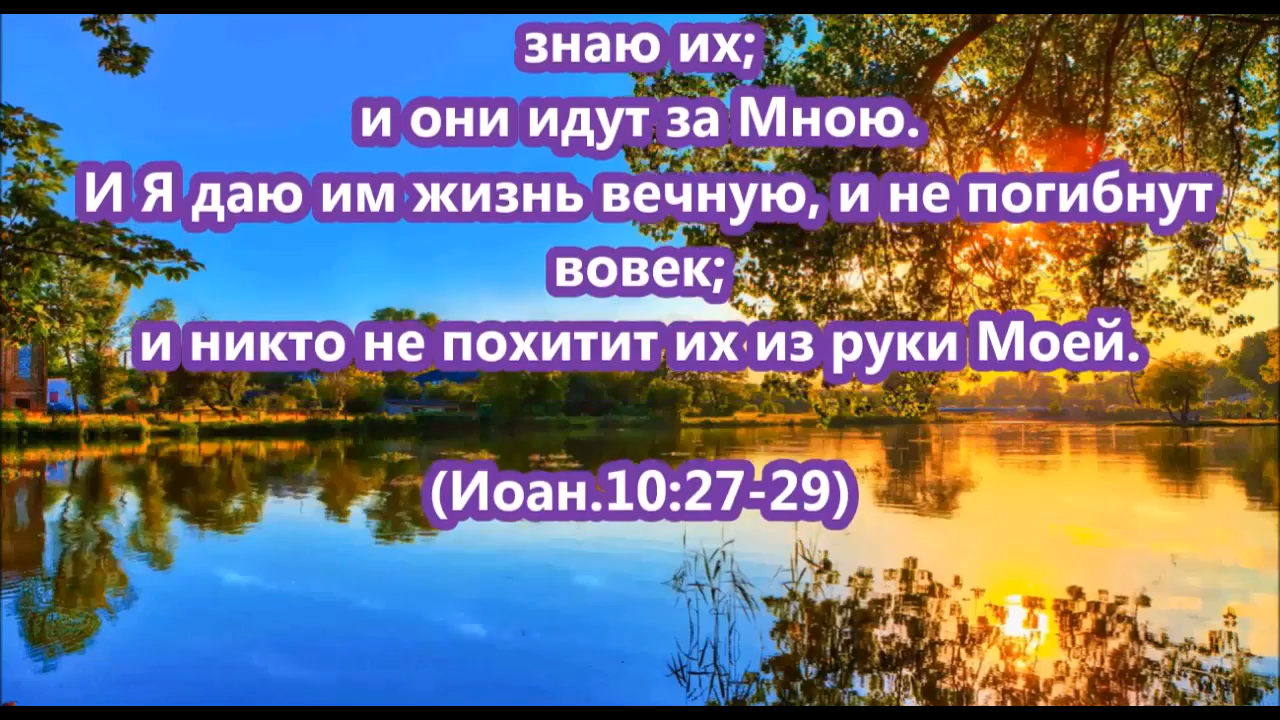 знаю их;
и они идут за Мною.
И Я даю им жизнь вечную, и не погибнут
вовек;
и никто не похитит их из руки Моей.
(Иоан.10:27-29)